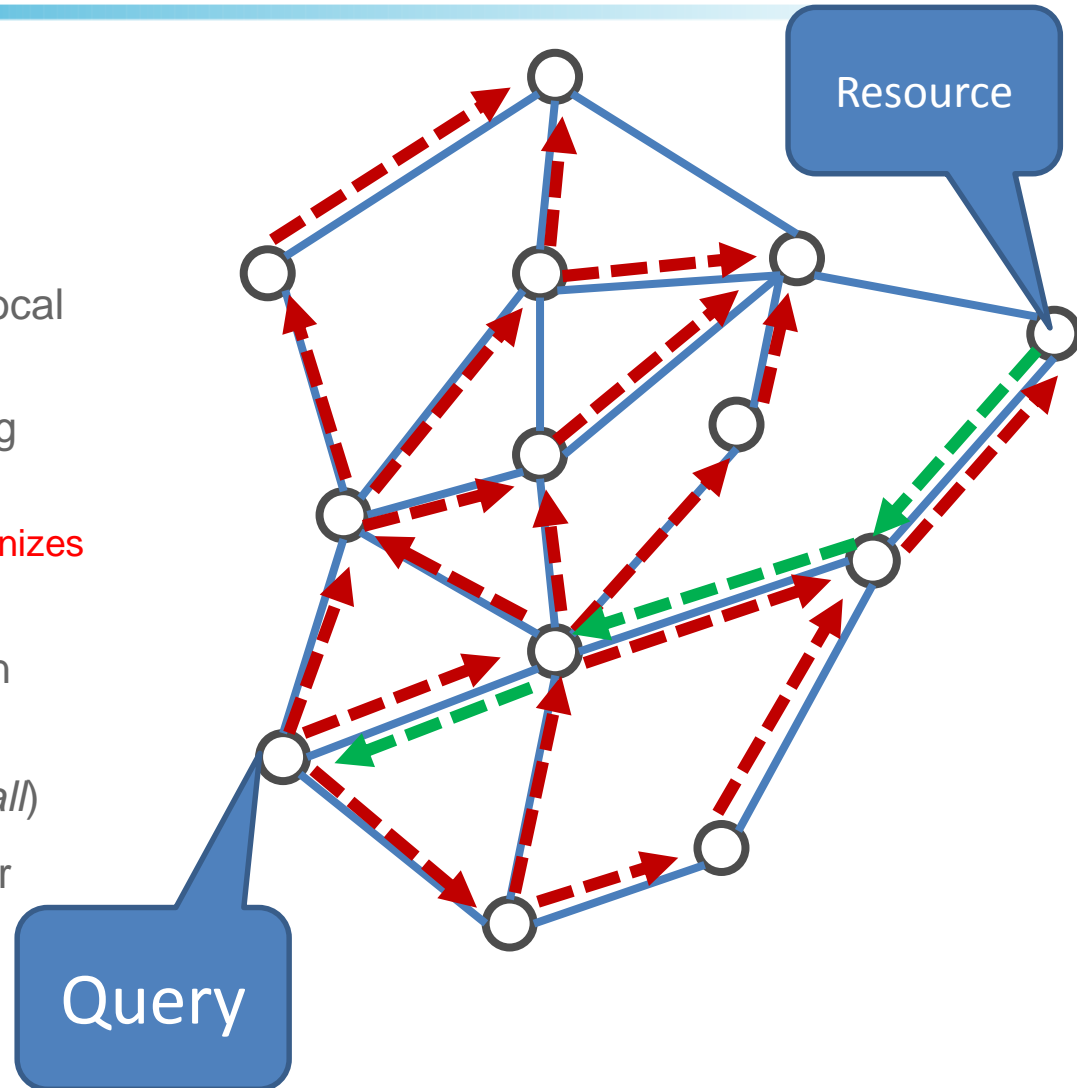 Resource
ocal
g
nizes
n
all)
r
Query